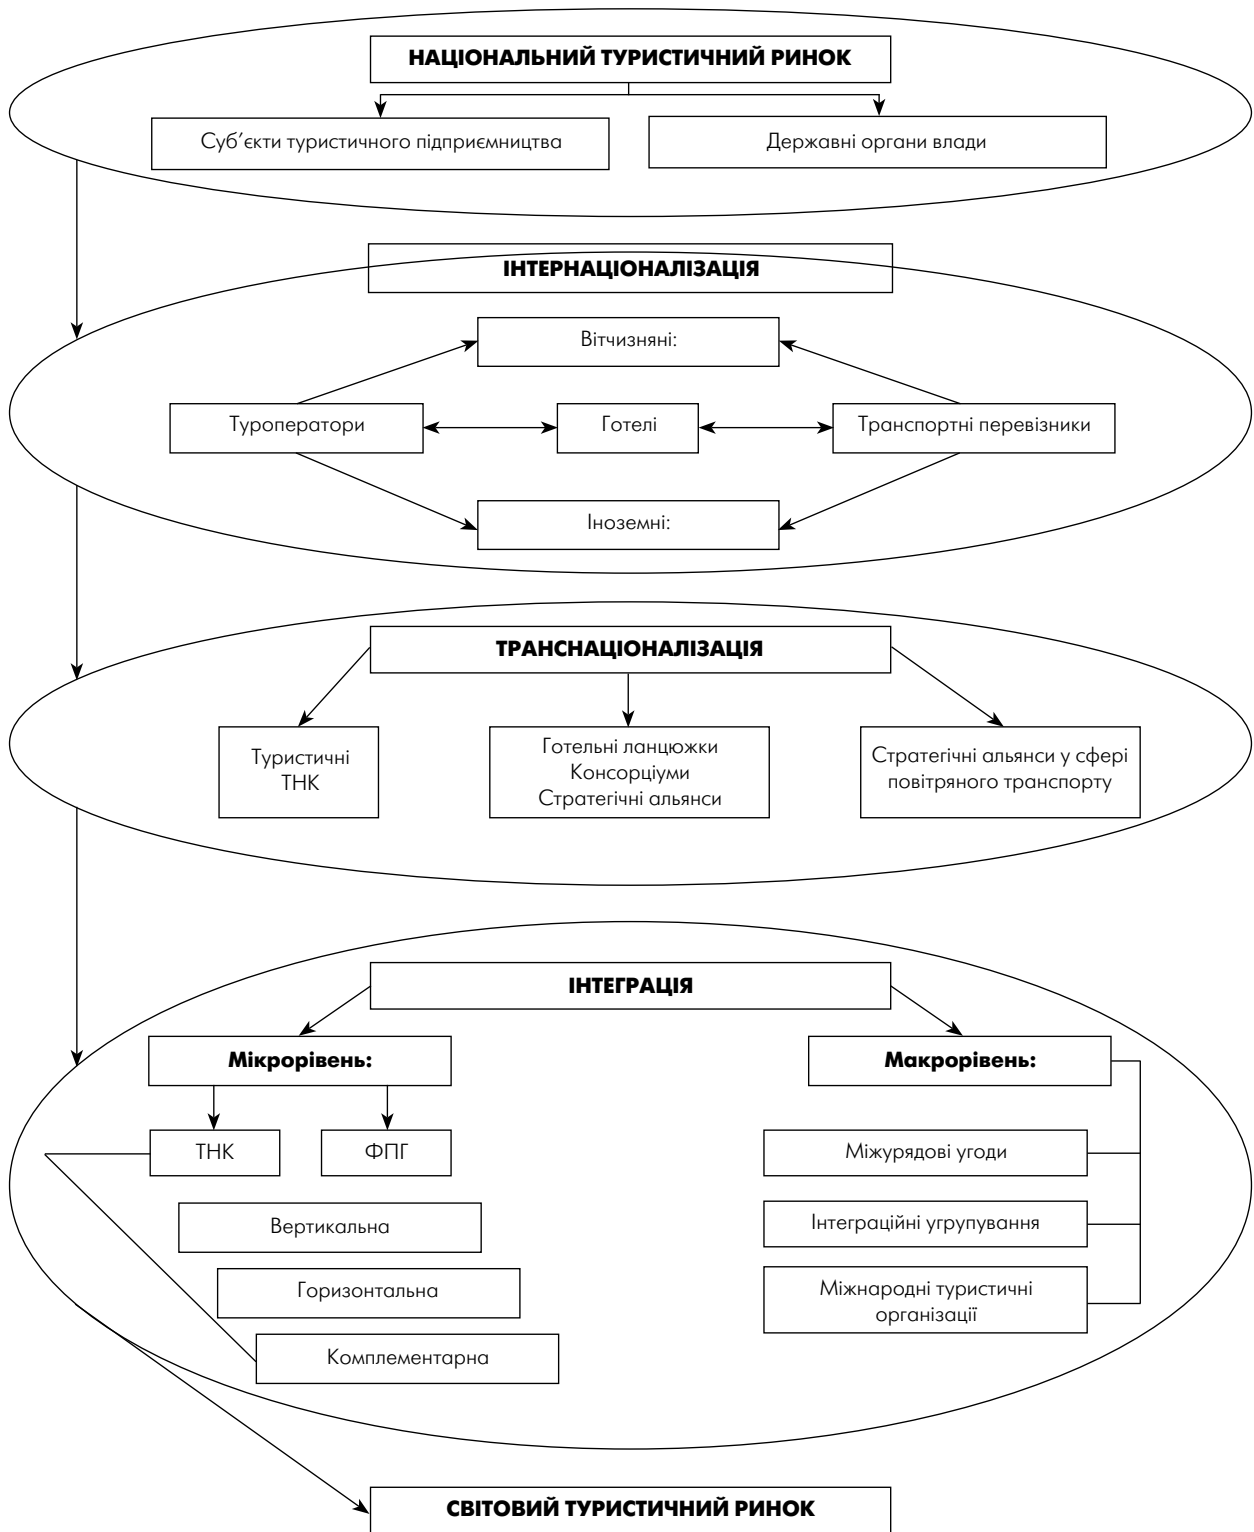 НАЦІОНАЛЬНИЙ ТУРИСТИЧНИЙ РИНОК
Суб’єкти туристичного підприємництва
Державні органи влади
ІНТЕРНАЦІОНАЛІЗАЦІЯ
Вітчизняні:
Туроператори
Готелі
Транспортні перевізники
Іноземні:
ТРАНСНАЦІОНАЛІЗАЦІЯ
Туристичні
ТНК
Готельні ланцюжки
Консорціуми
Стратегічні альянси
Стратегічні альянси у сфері
повітряного транспорту
ІНТЕГРАЦІЯ
Мікрорівень:
Макрорівень:
ТНК
ФПГ
Міжурядові угоди
Вертикальна
Інтеграційні угрупування
Горизонтальна
Міжнародні туристичні
організації
Комплементарна
СВІТОВИЙ ТУРИСТИЧНИЙ РИНОК